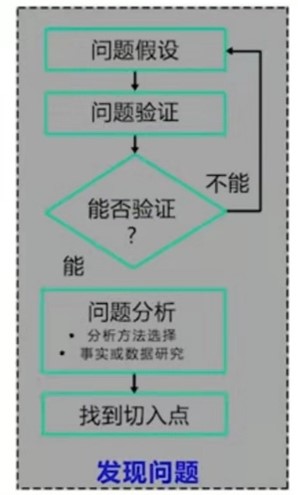 问题假设
问题验证
能否验证
?
不能
能
问题分析
• 分析方法选择
• 事实或数据研究
找到切入点
发现问题